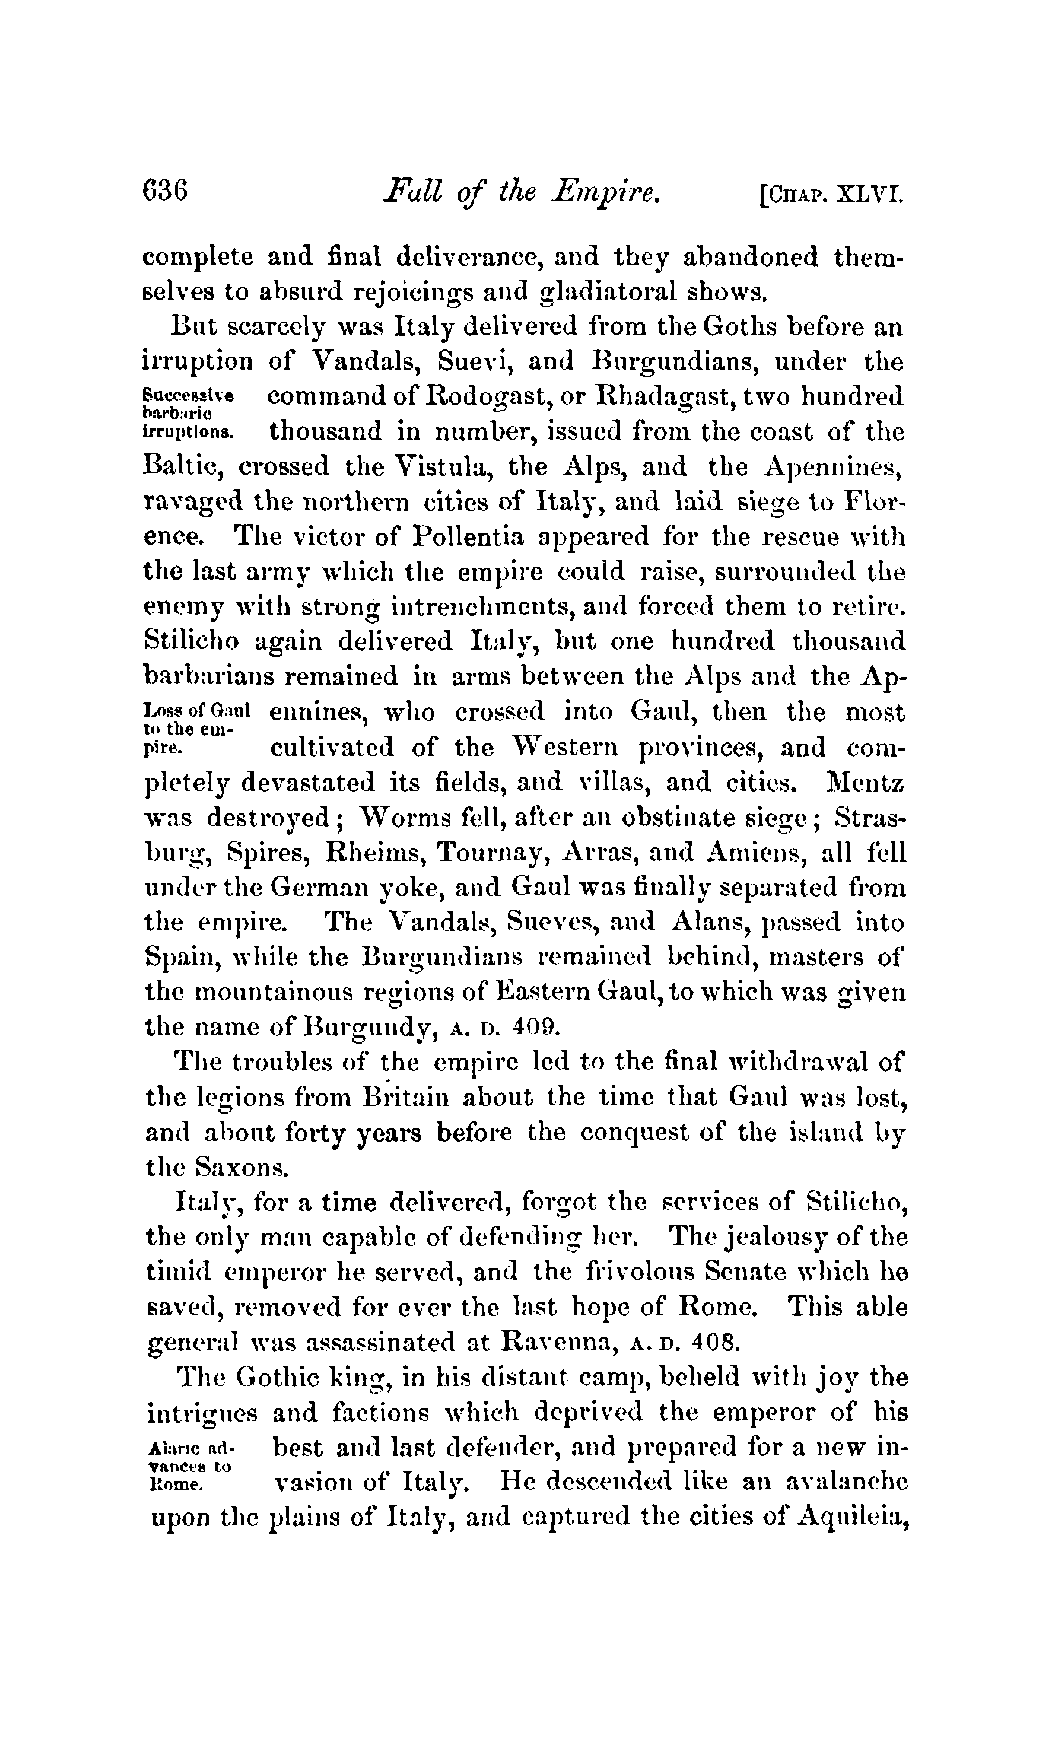 636 Fall of the Empire. [CHAP. XLVI.
complete and final deliverance, and they abandoned them-
selves to absurd rejoicings and gladiatoral shows.
But scarcely was Italy delivered from the Goths before an
irruption of Vandals, Suevi, and Burgundians, under the
Successive
barbaric
irruptions.
command of Rodogast, or Rhadagast, two hundred
thousand in number, issued from the coast of the
Baltic, crossed the Vistula, the Alps, and the Apennines,
ravaged the northern cities of Italy, and laid siege to Flor-
ence. The victor of Pollentia appeared for the rescue with
the last army which the empire could raise, surrounded the
enemy with strong intrenchments, and forced them to retire.
Stilicho again delivered Italy, but one hundred thousand
barbarians remained in arms between the Alps and the Ap-
Loss of Gaul
to the em-
pire.
ennines, who crossed into Gaul, then the most
cultivated of the Western provinces, and com-
pletely devastated its fields, and villas, and cities. Mentz
was destroyed; Worms fell, after an obstinate siege; Stras-
burg, Spires, Rheims, Tournay, Arras, and Amiens, all fell
under the German yoke, and Gaul was finally separated from
the empire. The Vandals, Sueves, and Alans, passed into
Spain, while the Burgundians remained behind, masters of
the mountainous regions of Eastern Gaul, to which was given
the name of Burgundy, A. D. 409.
The troubles of the empire led to the final withdrawal of
the legions from Britain about the time that Gaul was lost,
and about forty years before the conquest of the island by
the Saxons.
Italy, for a time delivered, forgot the services of Stilicho,
the only man capable of defending her. The jealousy of the
timid emperor he served, and the frivolous Senate which he
saved, removed for ever the last hope of Rome. This able
general was assassinated at Ravenna, A. D. 408.
The Gothic king, in his distant camp, beheld with joy the
intrigues and factions which deprived the emperor of his
Alaric ad-
vances to
Rome.
best and last defender, and prepared for a new in-
vasion of Italy. He descended like an avalanche
upon the plains of Italy, and captured the cities of Aquileia,